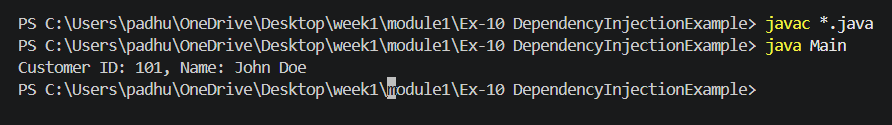 PS C:\Users\padhu\OneDrive\Desktop\week1\module1\Ex-10 DependencyInjectionExample> javac *.java
PS C:\Users\padhu\OneDrive\Desktop\week1\module1\Ex-10 DependencyInjectionExample> java Main
Customer ID: 101, Name: John Doe
PS C:\Users\padhu\OneDrive\Desktop\week1\module1\Ex-10 DependencyInjectionExample>